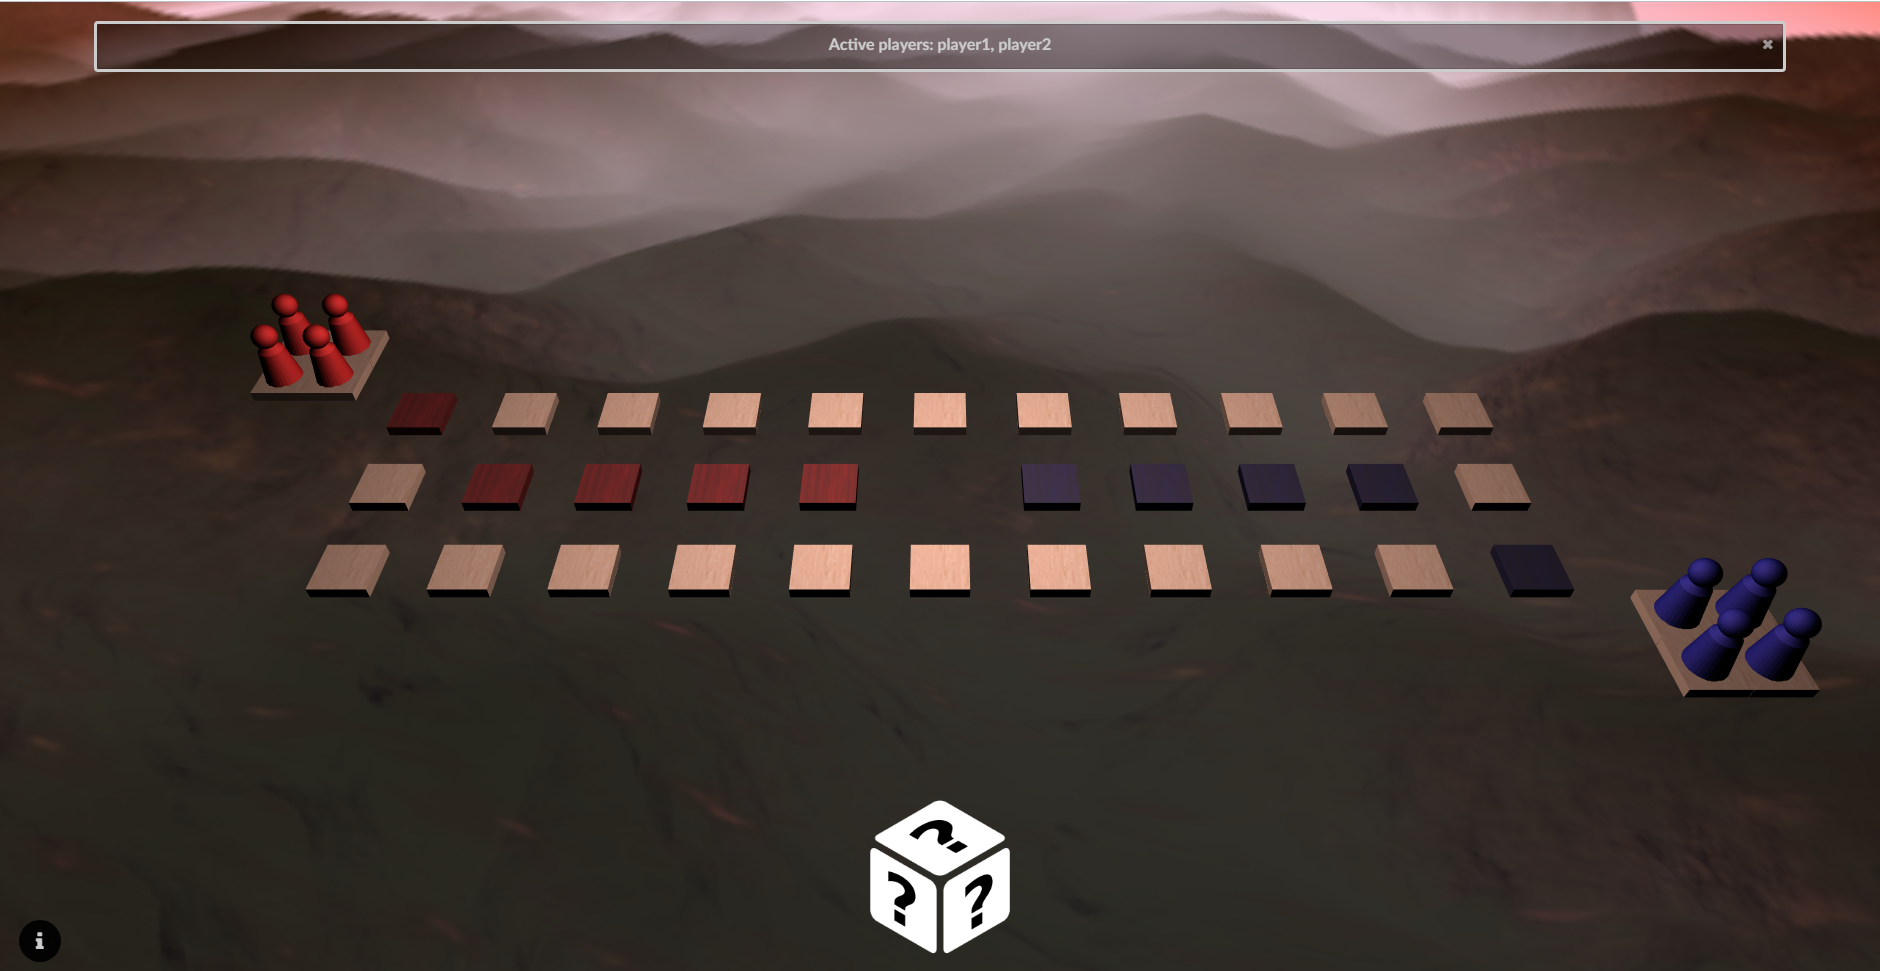 Active players: player1, player2 ✖
? 
? ?
i